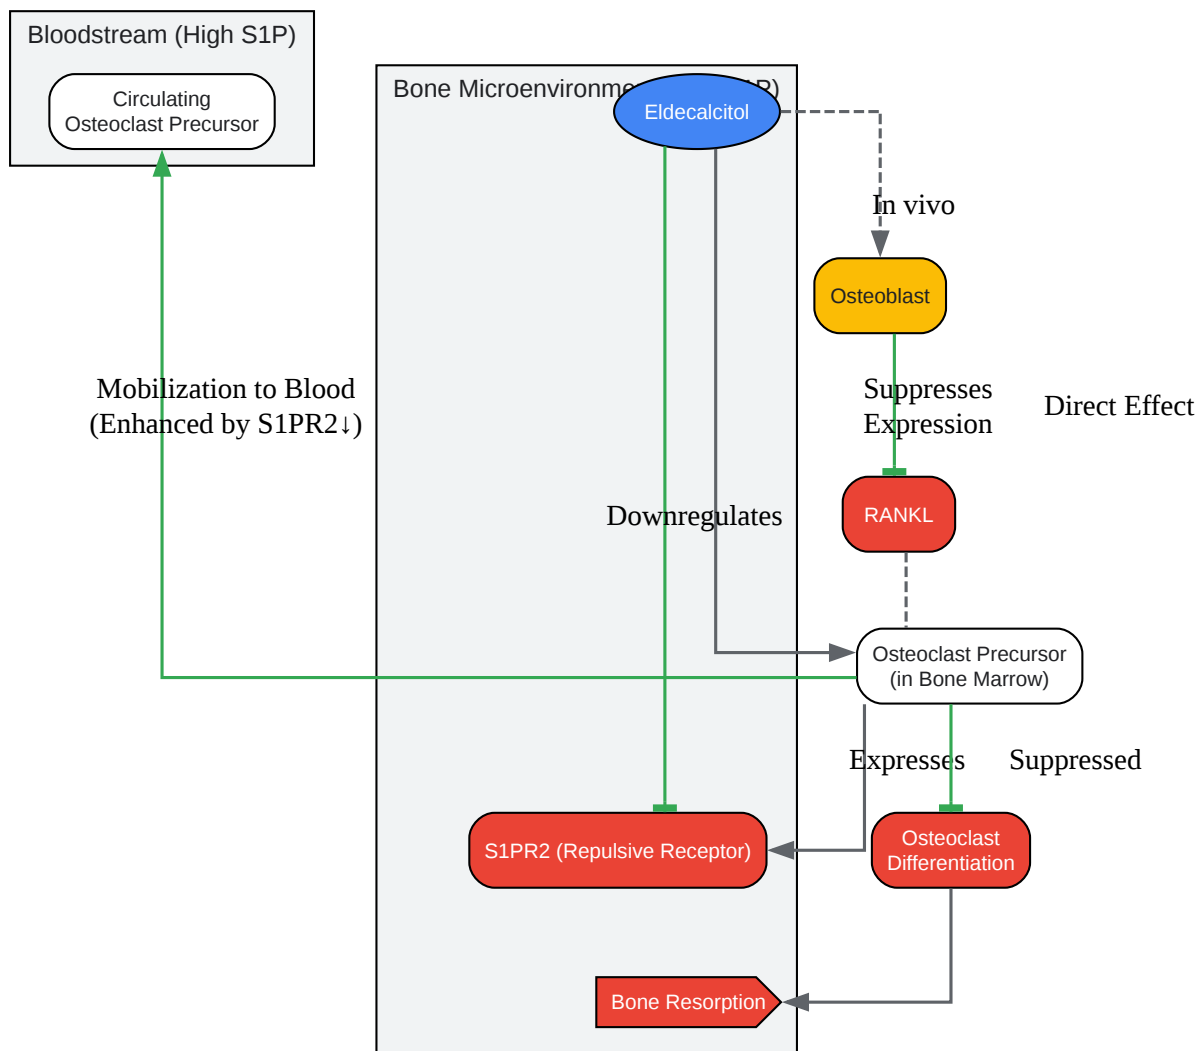 Bloodstream (High S1P)
Circulating
Osteoclast Precursor
Bone Microenvironme
P)
Eldecalcitol
In vivo
Osteoblast
Mobilization to Blood
(Enhanced by S1PR2↓)
Suppresses
Expression
Direct Effect
Downregulates
RANKL
Osteoclast Precursor
(in Bone Marrow)
Expresses
Suppressed
S1PR2 (Repulsive Receptor)
Osteoclast
Differentiation
Bone Resorption